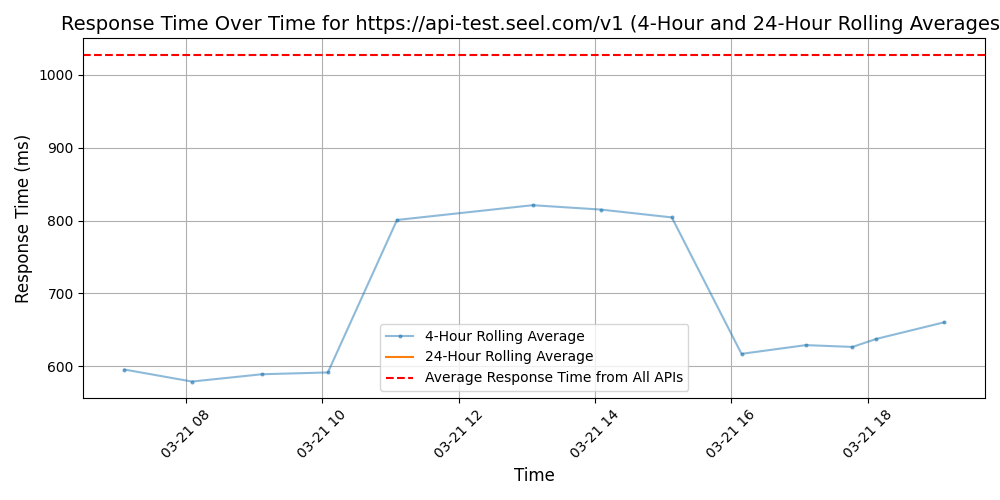 Response Time Over Time for https://api-test.seel.com/v1 (4-Hour and 24-Hour Rolling Averages
1000
900
800
700
600
Response Time (ms)
4-Hour Rolling Average
24-Hour Rolling Average
Average Response Time from All APIs
03-21 08
03-21 10
03-21 12
03-21 14
03-21 16
03-21 18
Time